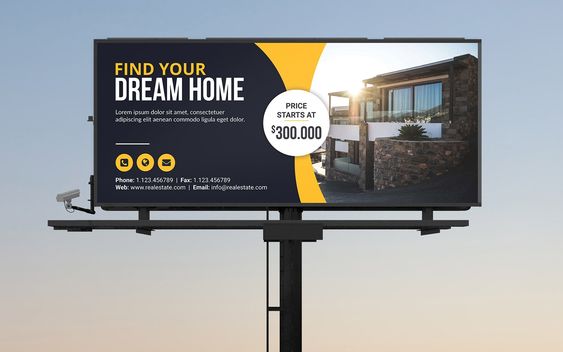 FIND YOUR
DREAM HOME
Lorem ipsum dolor sit amet, consectetuer
adipiscing elit aenean commodo ligula eget dolor.
PRICE
STARTS AT
$300.000
Phone: 1.123.456789 | Fax: 1.123.456789
Web: www.realestate.com | Email: info@realestate.com